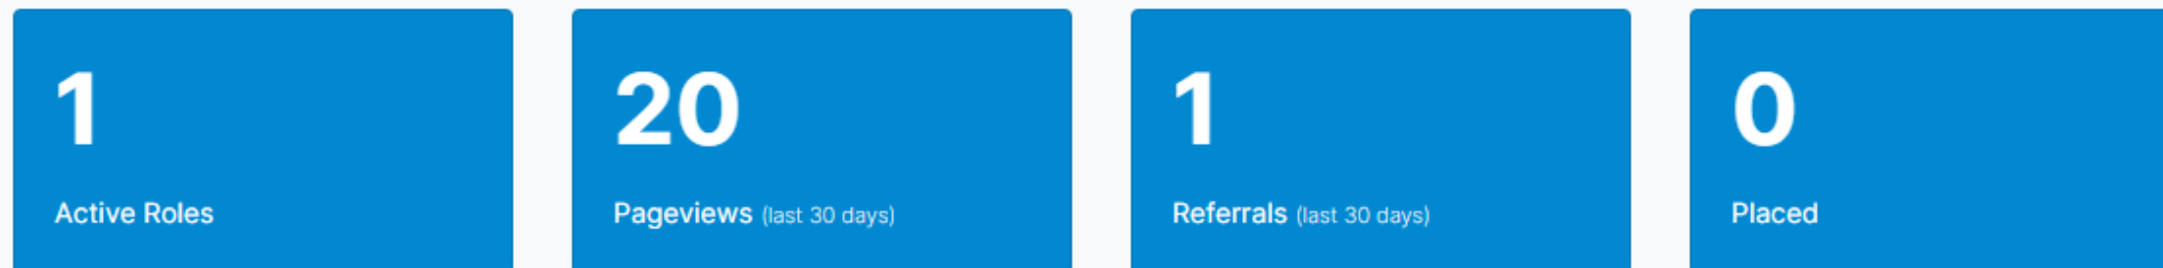 1
Active Roles
20
Pageviews (last 30 days)
1
Referrals (last 30 days)
0
Placed